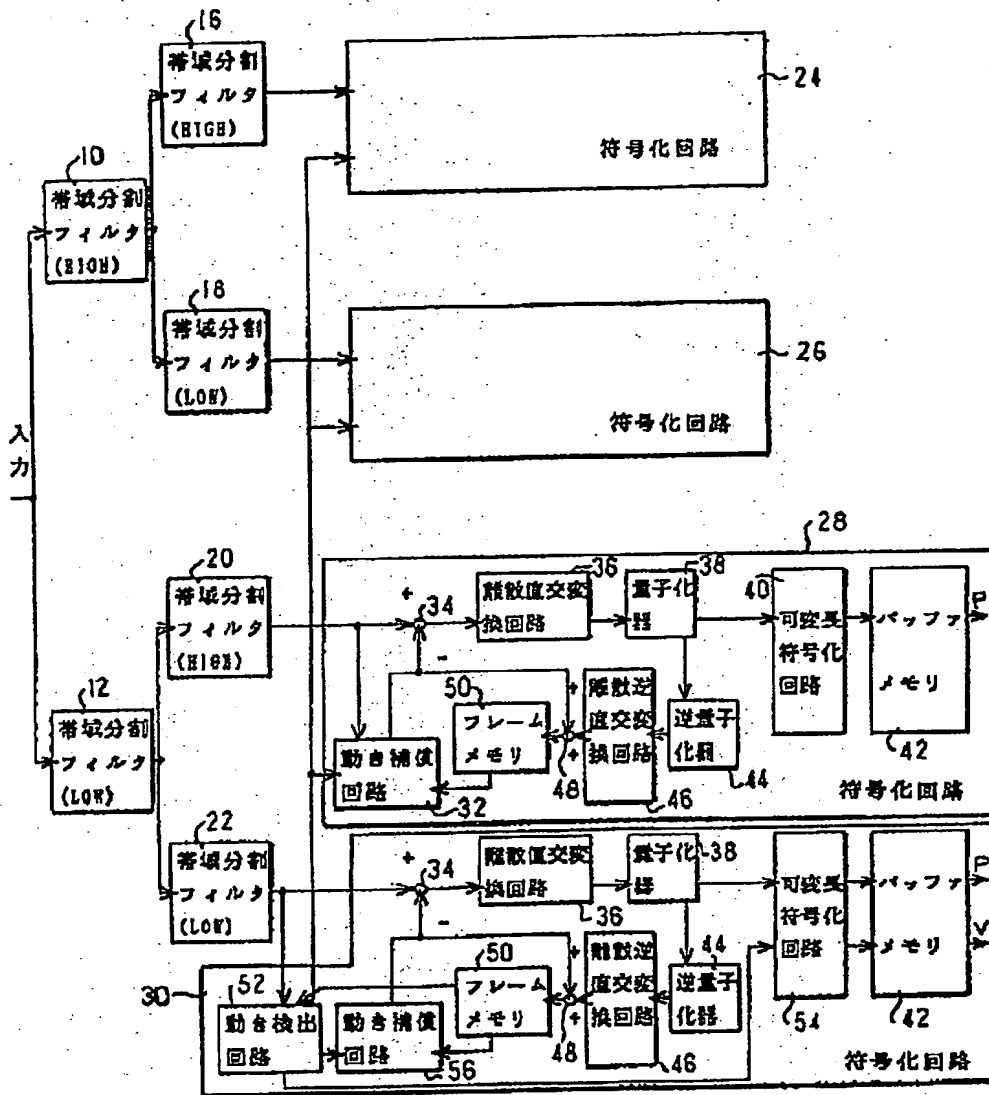 16
帯域分割
フィルタ
(HIGH)
24
符号化回路
10
帯域分割
フィルタ
(HIGH)
18
帯域分割
フィルタ
(LOW)
26
符号化回路
入
力
28
20
帯域分割
フィルタ
(HIGH)
+
34
-
36
離散直交変
換回路
38
量子化
器
40
可変長
符号化
回路
バッファ
メモリ
42
P
12
帯域分割
フィルタ
(LOW)
50
フレーム
メモリ
+
+
48
離散逆
直交変
換回路
46
逆量子
化器
44
動き補償
回路
32
符号化回路
22
帯域分割
フィルタ
(LOW)
+
34
-
離散直交変
換回路
36
量子化
器
38
可変長
符号化
回路
54
バッファ
メモリ
42
P
V
30
52
動き検出
回路
動き補償
回路
56
50
フレーム
メモリ
+
+
48
離散逆
直交変
換回路
46
44
逆量子
化器
符号化回路